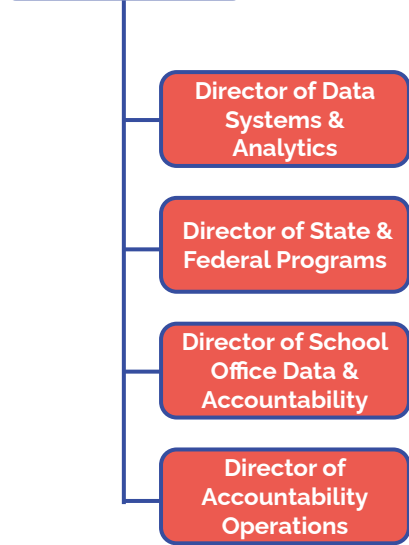 Director of Data
Systems &
Analytics
Director of State &
Federal Programs
Director of School
Office Data &
Accountability
Director of
Accountability
Operations